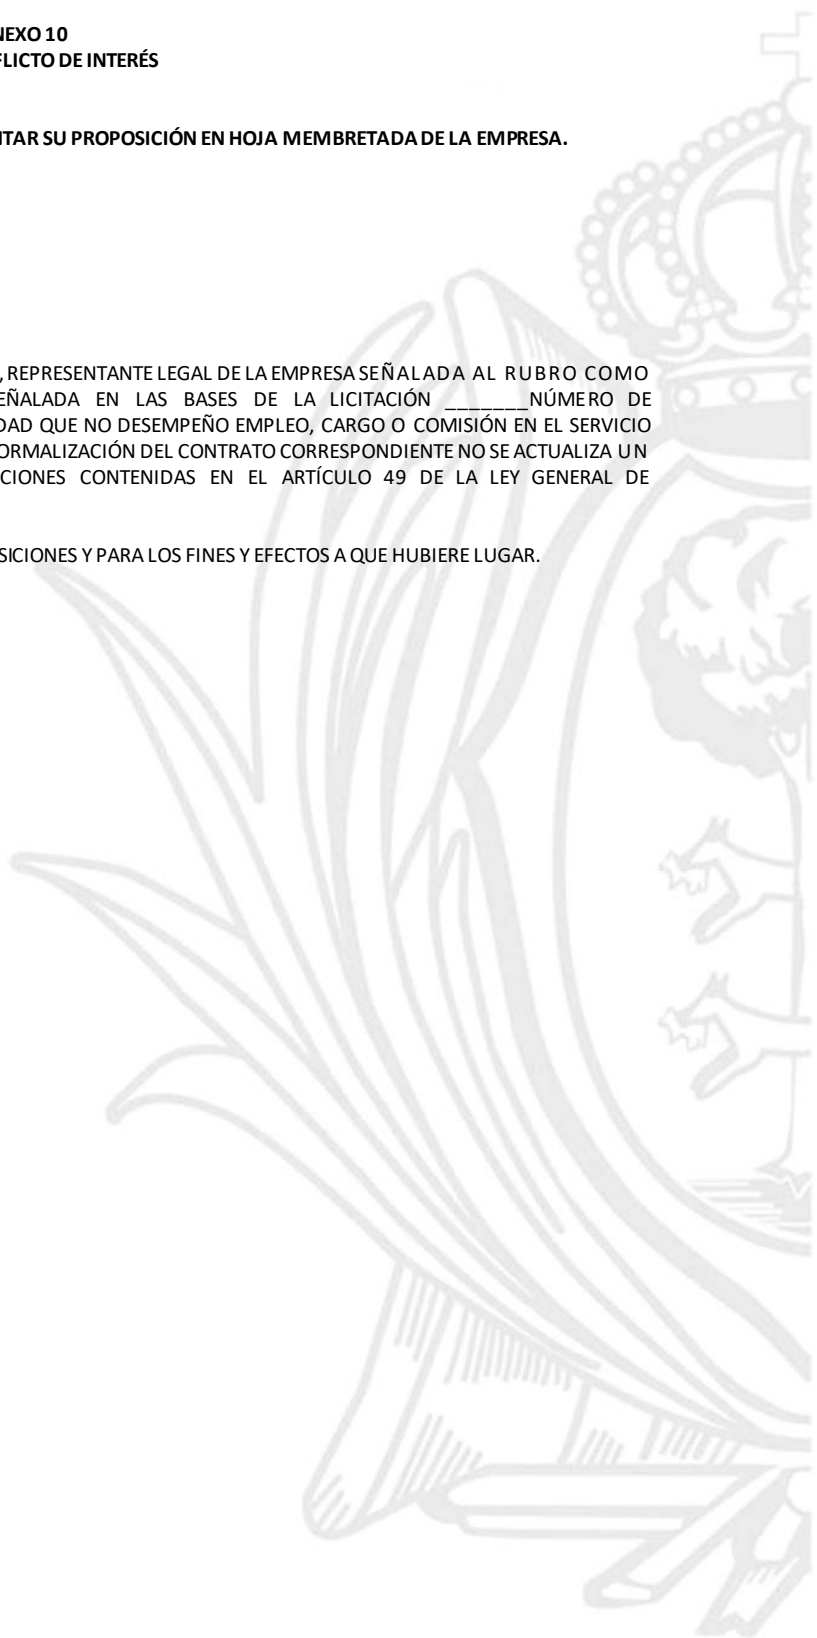 NEXO 10
FLICTO DE INTERÉS
NTAR SU PROPOSICIÓN EN HOJA MEMBRETADA DE LA EMPRESA.
, REPRESENTANTE LEGAL DE LA EMPRESA SEÑALADA AL RUBRO COMO
EÑALADA EN LAS BASES DE LA LICITACIÓN _______NÚMERO DE
DAD QUE NO DESEMPEÑO EMPLEO, CARGO O COMISIÓN EN EL SERVICIO
ORMALIZACIÓN DEL CONTRATO CORRESPONDIENTE NO SE ACTUALIZA UN
CIONES CONTENIDAS EN EL ARTÍCULO 49 DE LA LEY GENERAL DE
SICIONES Y PARA LOS FINES Y EFECTOS A QUE HUBIERE LUGAR.